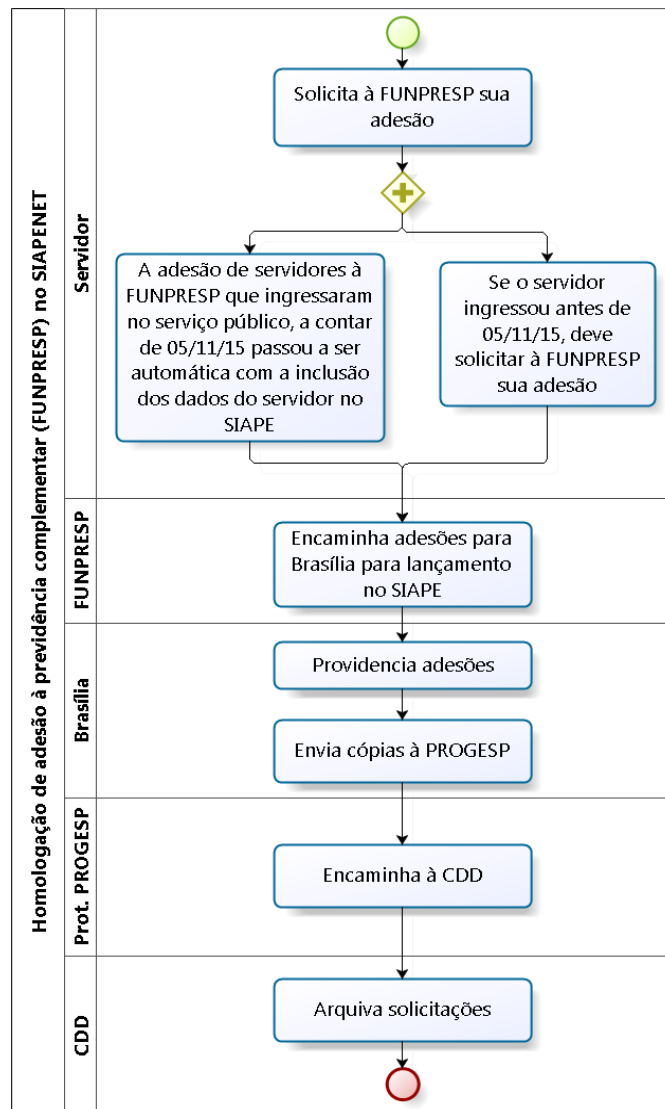 Homologação de adesão à previdência complementar (FUNPRESP) no SIAPENET
Servidor
Solicita à FUNPRESP sua
adesão
A adesão de servidores à
FUNPRESP que ingressaram
no serviço público, a contar
de 05/11/15 passou a ser
automática com a inclusão
dos dados do servidor no
SIAPE
Se o servidor
ingressou antes de
05/11/15, deve
solicitar à FUNPRESP
sua adesão
FUNPRESP
Encaminha adesões para
Brasília para lançamento
no SIAPE
Brasília
Providencia adesões
Envia cópias à PROGESP
Prot. PROGESP
Encaminha à CDD
CDD
Arquiva solicitações